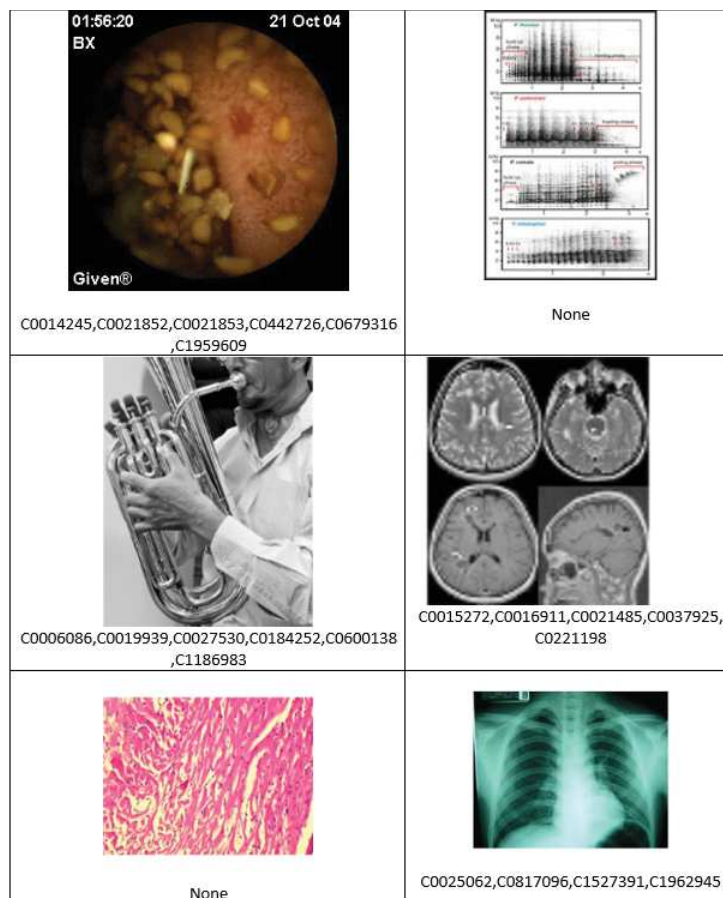 01:56:20 21 Oct 04
BX
Given®
C0014245,C0021852,C0021853,C0442726,C0679316
,C1959609
None
C0006086,C0019939,C0027530,C0184252,C0600138
,C1186983
C0015272,C0016911,C0021485,C0037925,
C0221198
None
C0025062,C0817096,C1527391,C1962945